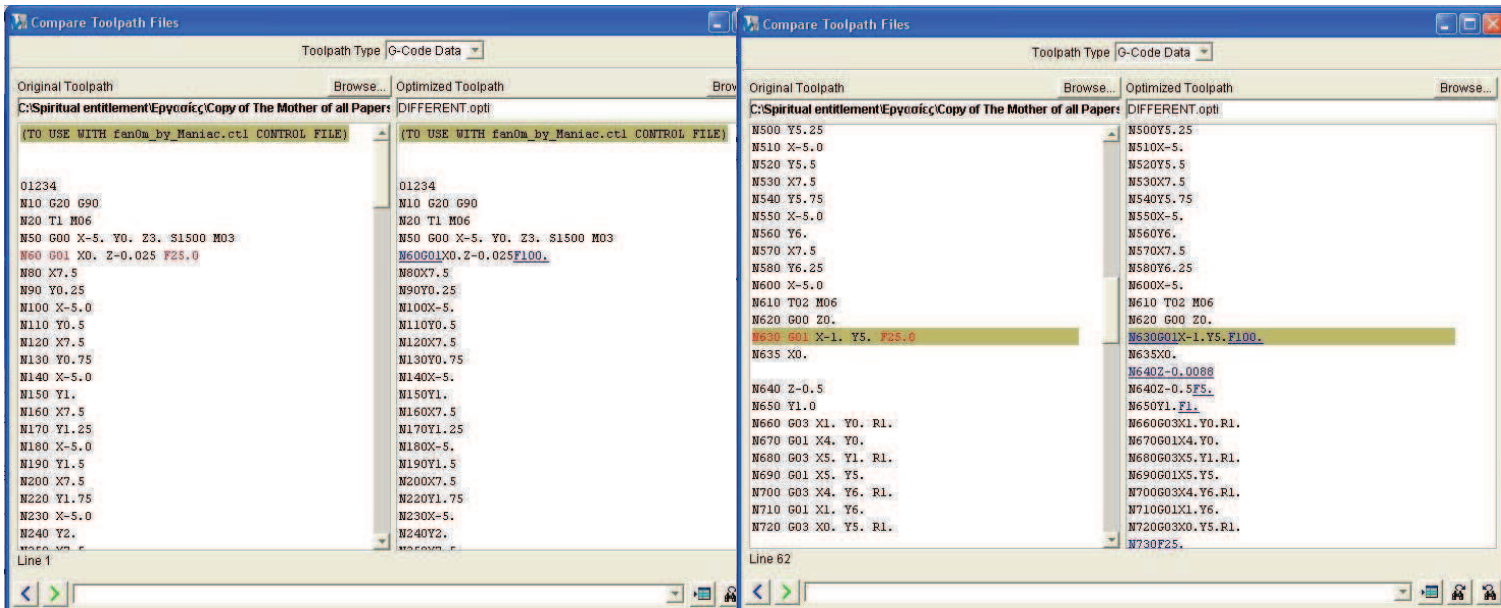 Compare Toolpath Files
Toolpath Type G-Code Data
Original Toolpath Browse... Optimized Toolpath Brow
C:\Spiritual entitlement\Εργασίες\Copy of The Mother of all Papers DIFFERENT.opti
(TO USE WITH fan0m_by_Maniac.ctl CONTROL FILE) (TO USE WITH fan0m_by_Maniac.ctl CONTROL FILE)
O1234 O1234
N10 G20 G90 N10 G20 G90
N20 T1 M06 N20 T1 M06
N50 G00 X-5. Y0. Z3. S1500 M03 N50 G00 X-5. Y0. Z3. S1500 M03
N60 G01 X0. Z-0.025 F25.0 N60G01X0.Z-0.025F100.
N80 X7.5 N80X7.5
N90 Y0.25 N90Y0.25
N100 X-5.0 N100X-5.
N110 Y0.5 N110Y0.5
N120 X7.5 N120X7.5
N130 Y0.75 N130Y0.75
N140 X-5.0 N140X-5.
N150 Y1. N150Y1.
N160 X7.5 N160X7.5
N170 Y1.25 N170Y1.25
N180 X-5.0 N180X-5.
N190 Y1.5 N190Y1.5
N200 X7.5 N200X7.5
N220 Y1.75 N220Y1.75
N230 X-5.0 N230X-5.
N240 Y2. N240Y2.
Line 1
Compare Toolpath Files
Toolpath Type G-Code Data
Original Toolpath Browse... Optimized Toolpath Browse...
C:\Spiritual entitlement\Εργασίες\Copy of The Mother of all Papers DIFFERENT.opti
N500 Y5.25 N500Y5.25
N510 X-5.0 N510X-5.
N520 Y5.5 N520Y5.5
N530 X7.5 N530X7.5
N540 Y5.75 N540Y5.75
N550 X-5.0 N550X-5.
N560 Y6. N560Y6.
N570 X7.5 N570X7.5
N580 Y6.25 N580Y6.25
N600 X-5.0 N600X-5.
N610 T02 M06 N610 T02 M06
N620 G00 Z0. N620 G00 Z0.
N630 G01 X-1. Y5. F25.0 N630G01X-1.Y5.F100.
N635 X0. N635X0.
N640Z-0.0088
N640 Z-0.5 N640Z-0.5F5.
N650 Y1.0 N650Y1.F1.
N660 G03 X1. Y0. R1. N660G03X1.Y0.R1.
N670 G01 X4. Y0. N670G01X4.Y0.
N680 G03 X5. Y1. R1. N680G03X5.Y1.R1.
N690 G01 X5. Y5. N690G01X5.Y5.
N700 G03 X4. Y6. R1. N700G03X4.Y6.R1.
N710 G01 X1. Y6. N710G01X1.Y6.
N720 G03 X0. Y5. R1. N720G03X0.Y5.R1.
N730F25.
Line 62